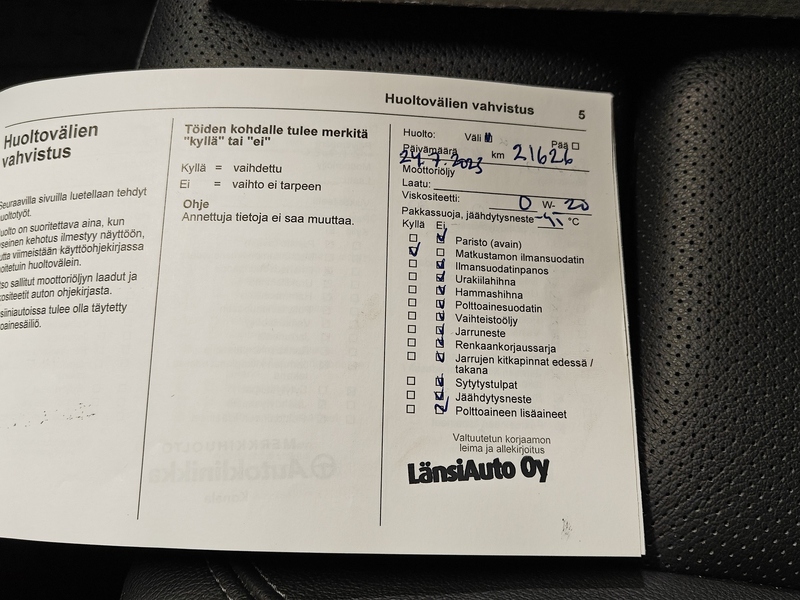 Huoltovälien vahvistus 5
Huoltovälien
vahvistus
Seuraavilla sivuilla luetellaan tehdyt
huoltotyöt.
on suoritettava aina, kun
kehotus ilmestyy näyttöön,
viimeistään käyttöohjekirjassa
huoltovälein.
sallitut moottoriöljyn laadut ja
auton ohjekirjasta.
tulee olla täytetty
Töiden kohdalle tulee merkitä
"kyllä" tai "ei"
Kyllä = vaihdettu
Ei = vaihto ei tarpeen
Ohje
Annettuja tietoja ei saa muuttaa.
Huolto: Väli Pää
Päivämäärä 24.7.2023 km 21626
Moottoriöljy
Laatu:
Viskositeetti: 0 W- 20
Pakkassuoja, jäähdytysneste °C
Kyllä Ei
Paristo (avain)
Matkustamon ilmansuodatin
Ilmansuodatinpanos
Urakiilahihna
Hammashihna
Polttoainesuodatin
Vaihteistoöljy
Jarruneste
Renkaankorjaussarja
Jarrujen kitkapinnat edessä /
takana
Sytytystulpat
Jäähdytysneste
Polttoaineen lisäaineet
Valtuutetun korjaamon
leima ja allekirjoitus
LänsiAuto Oy